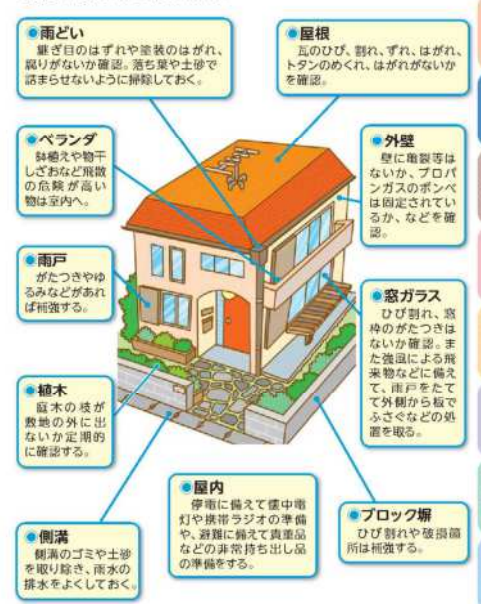 ●雨どい
継ぎ目のはずれや塗装のはがれ、
腐りがないか確認。落ち葉や土砂で
詰まらせないように掃除しておく。
●屋根
瓦のひび、割れ、ずれ、はがれ、
トタンのめくれ、はがれがないか
を確認。
●ベランダ
鉢植えや物干
しざおなど飛散
の危険が高い
物は室内へ。
●外壁
壁に亀裂等は
ないか、プロパ
ンガスのボンベ
は固定されてい
るか、などを確
認。
●雨戸
がたつきやゆ
るみなどがあれ
ば補強する。
●窓ガラス
ひび割れ、窓
枠のがたつきは
ないか確認。ま
た強風による飛
来物などに備え
て、雨戸をたて
て外側から板で
ふさぐなどの処
置を取る。
●植木
庭木の枝が
敷地の外に出
ないか定期的
に確認する。
●屋内
停電に備えて懐中電
灯や携帯ラジオの準備
や、避難に備えて貴重品
などの非常持ち出し品
の準備をする。
●ブロック塀
ひび割れや破損箇
所は補強する。
●側溝
側溝のゴミや土砂
を取り除き、雨水の
排水をよくしておく。